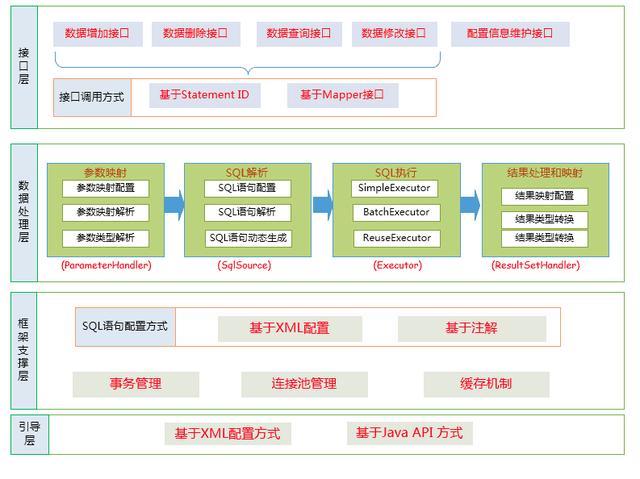 接口层
数据增加接口 数据删除接口 数据查询接口 数据修改接口 配置信息维护接口
接口调用方式 基于Statement ID 基于Mapper接口
数据处理层
参数映射 SQL解析 SQL执行 结果处理和映射
参数映射配置 SQL语句配置 SimpleExecutor 结果映射配置
参数映射解析 SQL语句解析 BatchExecutor 结果类型转换
参数类型解析 SQL语句动态生成 ReuseExecutor 结果类型转换
(ParameterHandler) (SqlSource) (Executor) (ResultSetHandler)
框架支撑层
SQL语句配置方式 基于XML配置 基于注解
事务管理 连接池管理 缓存机制
引导层
基于XML配置方式 基于Java API 方式